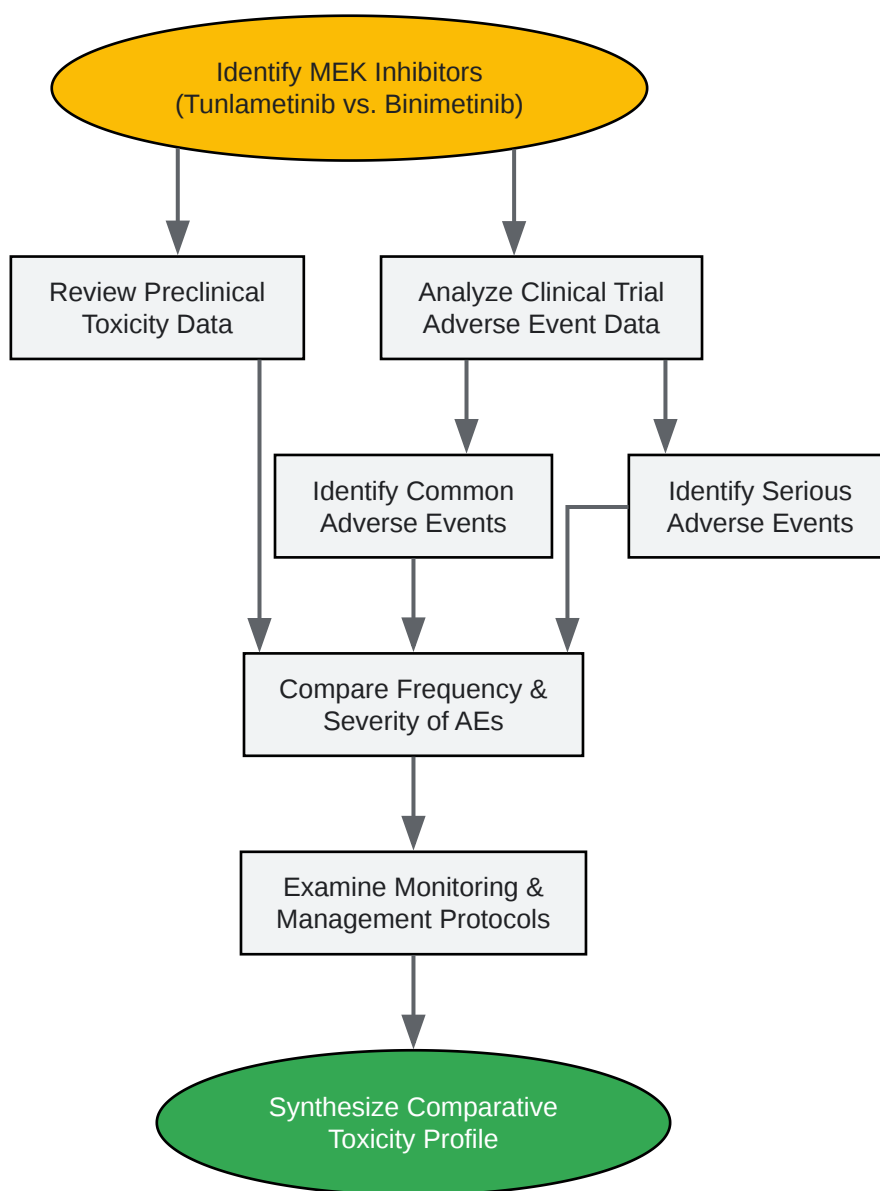 Identify MEK Inhibitors
(Tunlametinib vs. Binimetinib)
Review Preclinical
Toxicity Data
Analyze Clinical Trial
Adverse Event Data
Identify Common
Adverse Events
Identify Serious
Adverse Events
Compare Frequency &
Severity of AEs
Examine Monitoring &
Management Protocols
Synthesize Comparative
Toxicity Profile